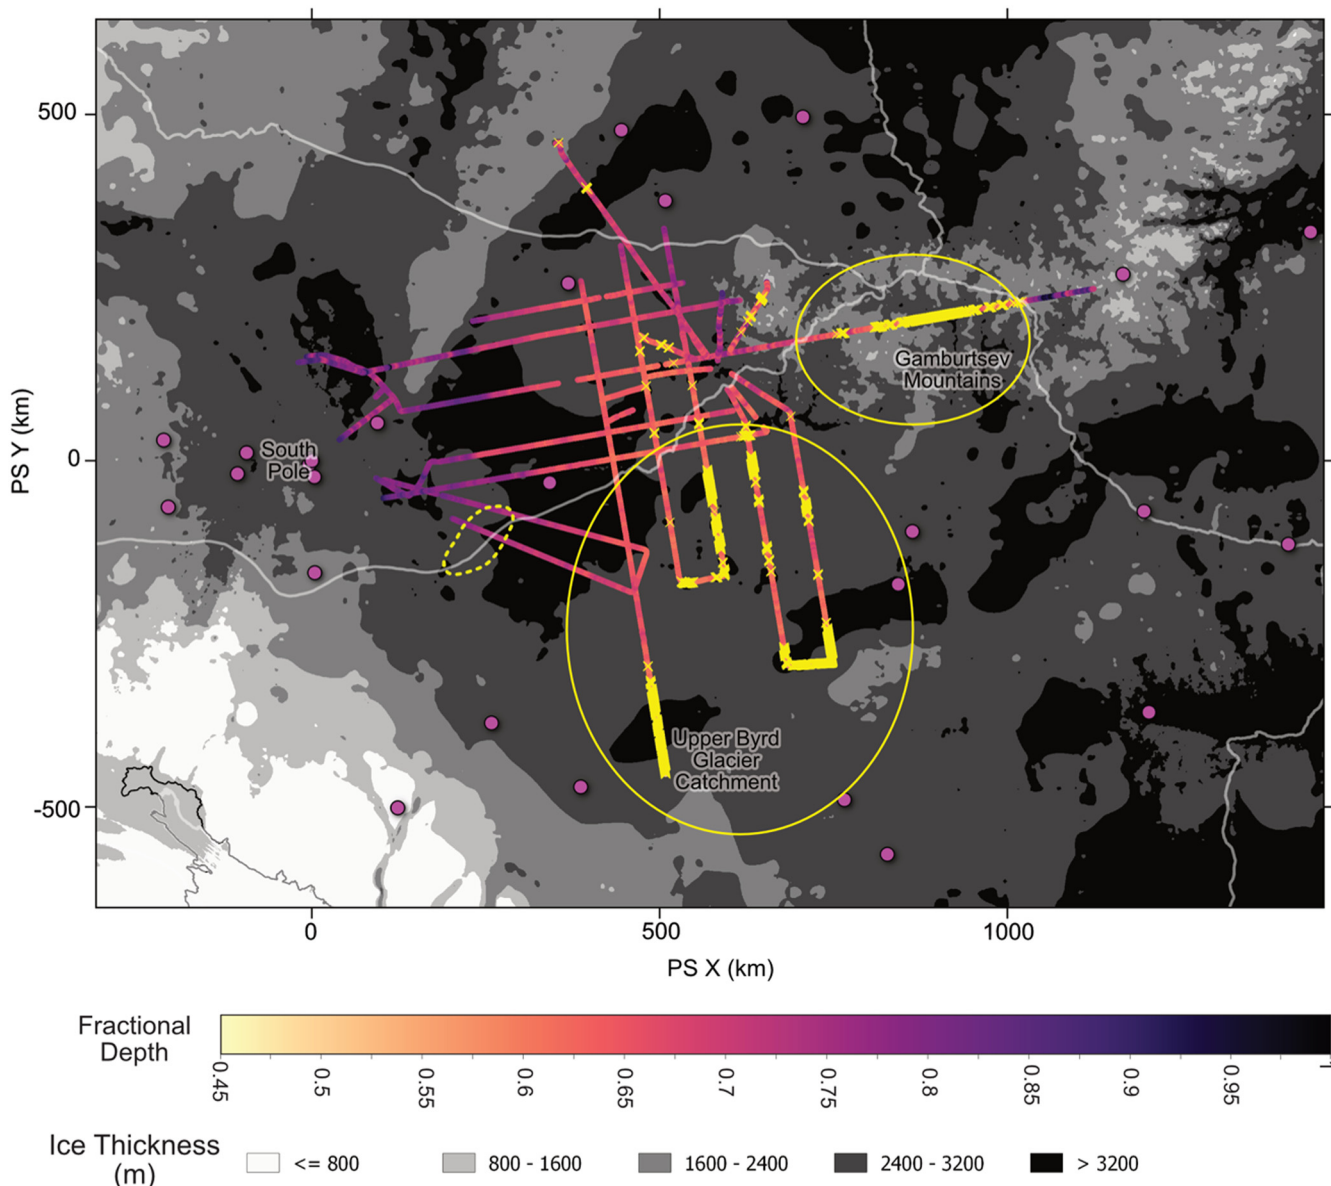 500
0
-500
PS Y (km)
South
Pole
Gamburtsev
Mountains
Upper Byrd
Glacier
Catchment
0
500
1000
PS X (km)
Fractional
Depth
0.45
0.5
0.55
0.6
0.65
0.7
0.75
0.8
0.85
0.9
0.95
1
Ice Thickness
(m)
<= 800
800 - 1600
1600 - 2400
2400 - 3200
> 3200